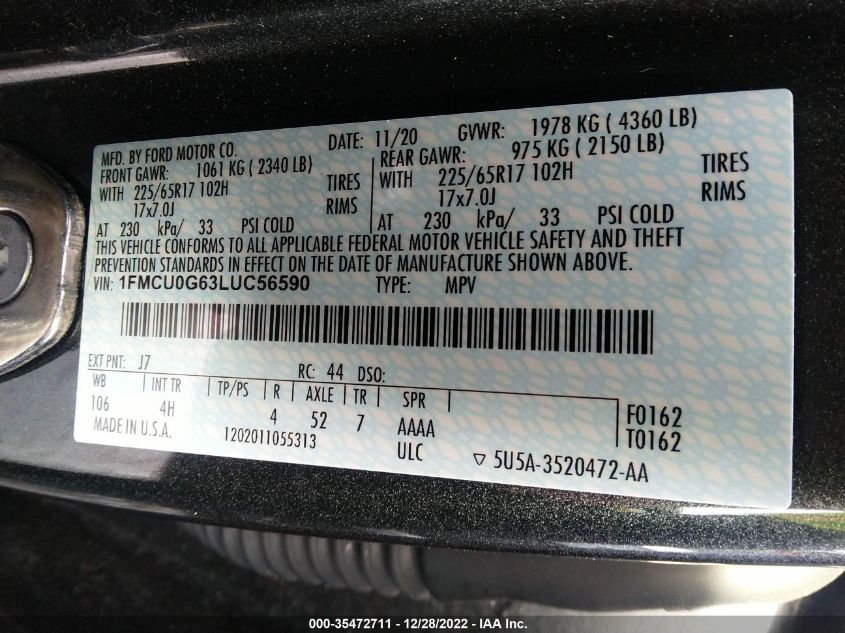 MFD. BY FORD MOTOR CO.
DATE: 11/20 GVWR: 1978 KG ( 4360 LB)
FRONT GAWR: 1061 KG ( 2340 LB)
WITH 225/65R17 102H TIRES
17x7.0J RIMS
AT 230 kPa/ 33 PSI COLD
REAR GAWR: 975 KG ( 2150 LB)
WITH 225/65R17 102H TIRES
17x7.0J RIMS
AT 230 kPa/ 33 PSI COLD
THIS VEHICLE CONFORMS TO ALL APPLICABLE FEDERAL MOTOR VEHICLE SAFETY AND THEFT
PREVENTION STANDARDS IN EFFECT ON THE DATE OF MANUFACTURE SHOWN ABOVE.
VIN: 1FMCU0G63LUC56590 TYPE: MPV
EXT PNT: J7 RC: 44 DSO:
WB INT TR TP/PS R AXLE TR SPR
106 4H 4 52 7 AAAA F0162
MADE IN U.S.A. 1202011055313 ULC T0162
▽ 5U5A-3520472-AA
000-35472711 - 12/28/2022 - IAA Inc.